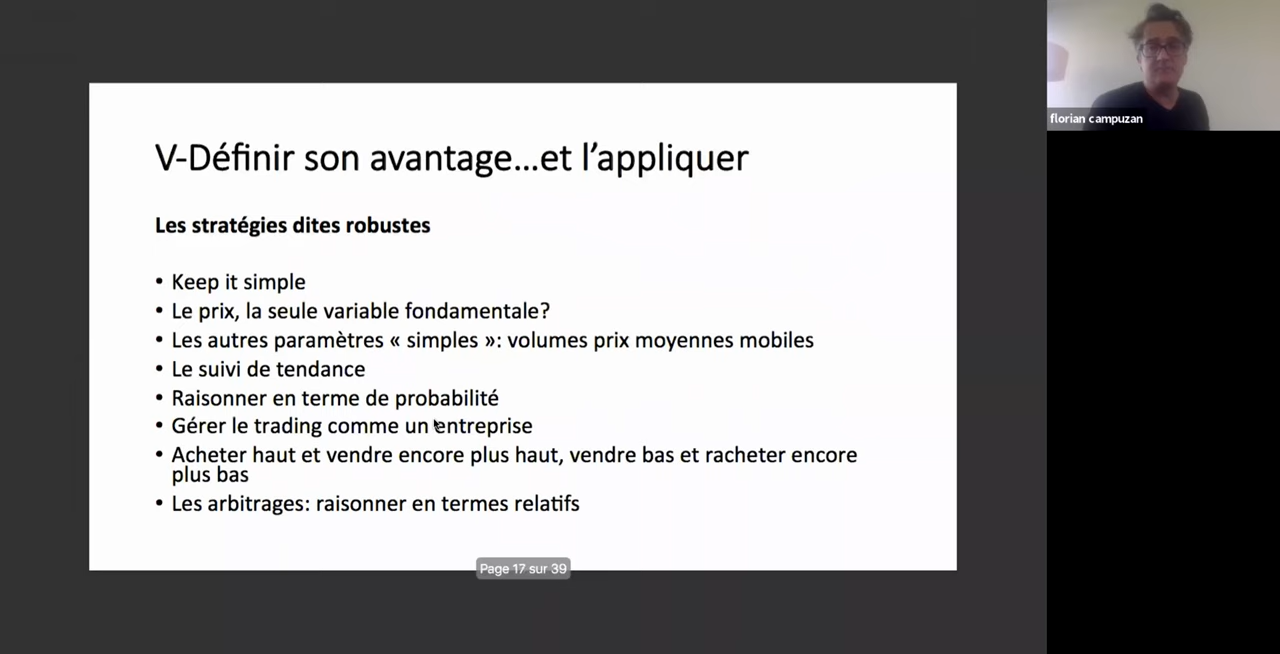 V-Définir son avantage...et l’appliquer
Les stratégies dites robustes
• Keep it simple
• Le prix, la seule variable fondamentale?
• Les autres paramètres « simples »: volumes prix moyennes mobiles
• Le suivi de tendance
• Raisonner en terme de probabilité
• Gérer le trading comme un entreprise
• Acheter haut et vendre encore plus haut, vendre bas et racheter encore
plus bas
• Les arbitrages: raisonner en termes relatifs
Page 17 sur 39
florian campuzan